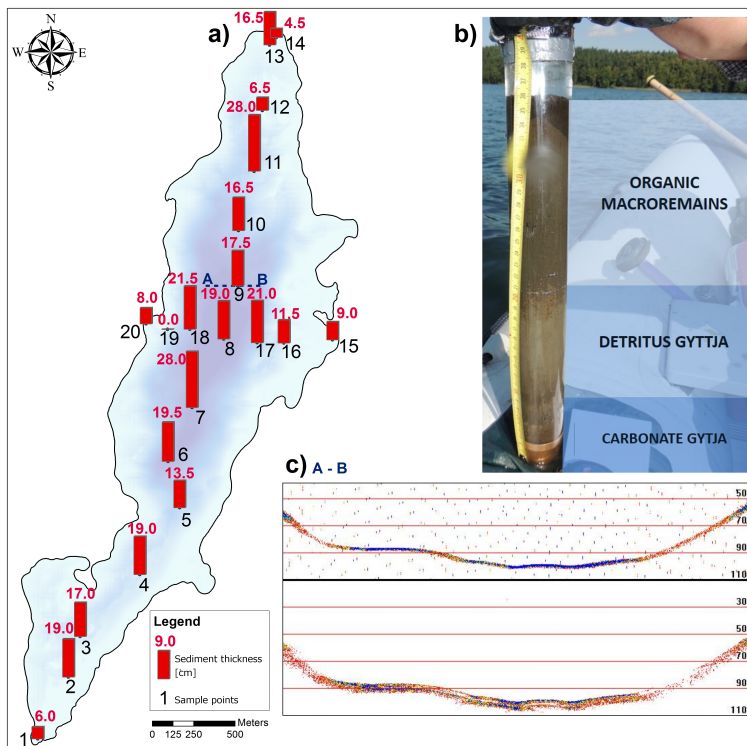 a)
N
W E
S
16.5
4.5
14
13
6.5
12
28.0
11
16.5
10
17.5
A B
9
21.5
19.0
21.0
8.0
0.0
11.5
9.0
20
19
18
8
17
16
15
28.0
7
19.5
6
13.5
5
19.0
4
17.0
3
19.0
2
6.0
1
Legend
9.0
Sediment thickness
[cm]
1 Sample points
Meters
0 125 250 500
b)
ORGANIC
MACROREMAINS
DETRITUS GYTTJA
CARBONATE GYTJA
c) A - B
50
70
90
110
30
50
70
90
110